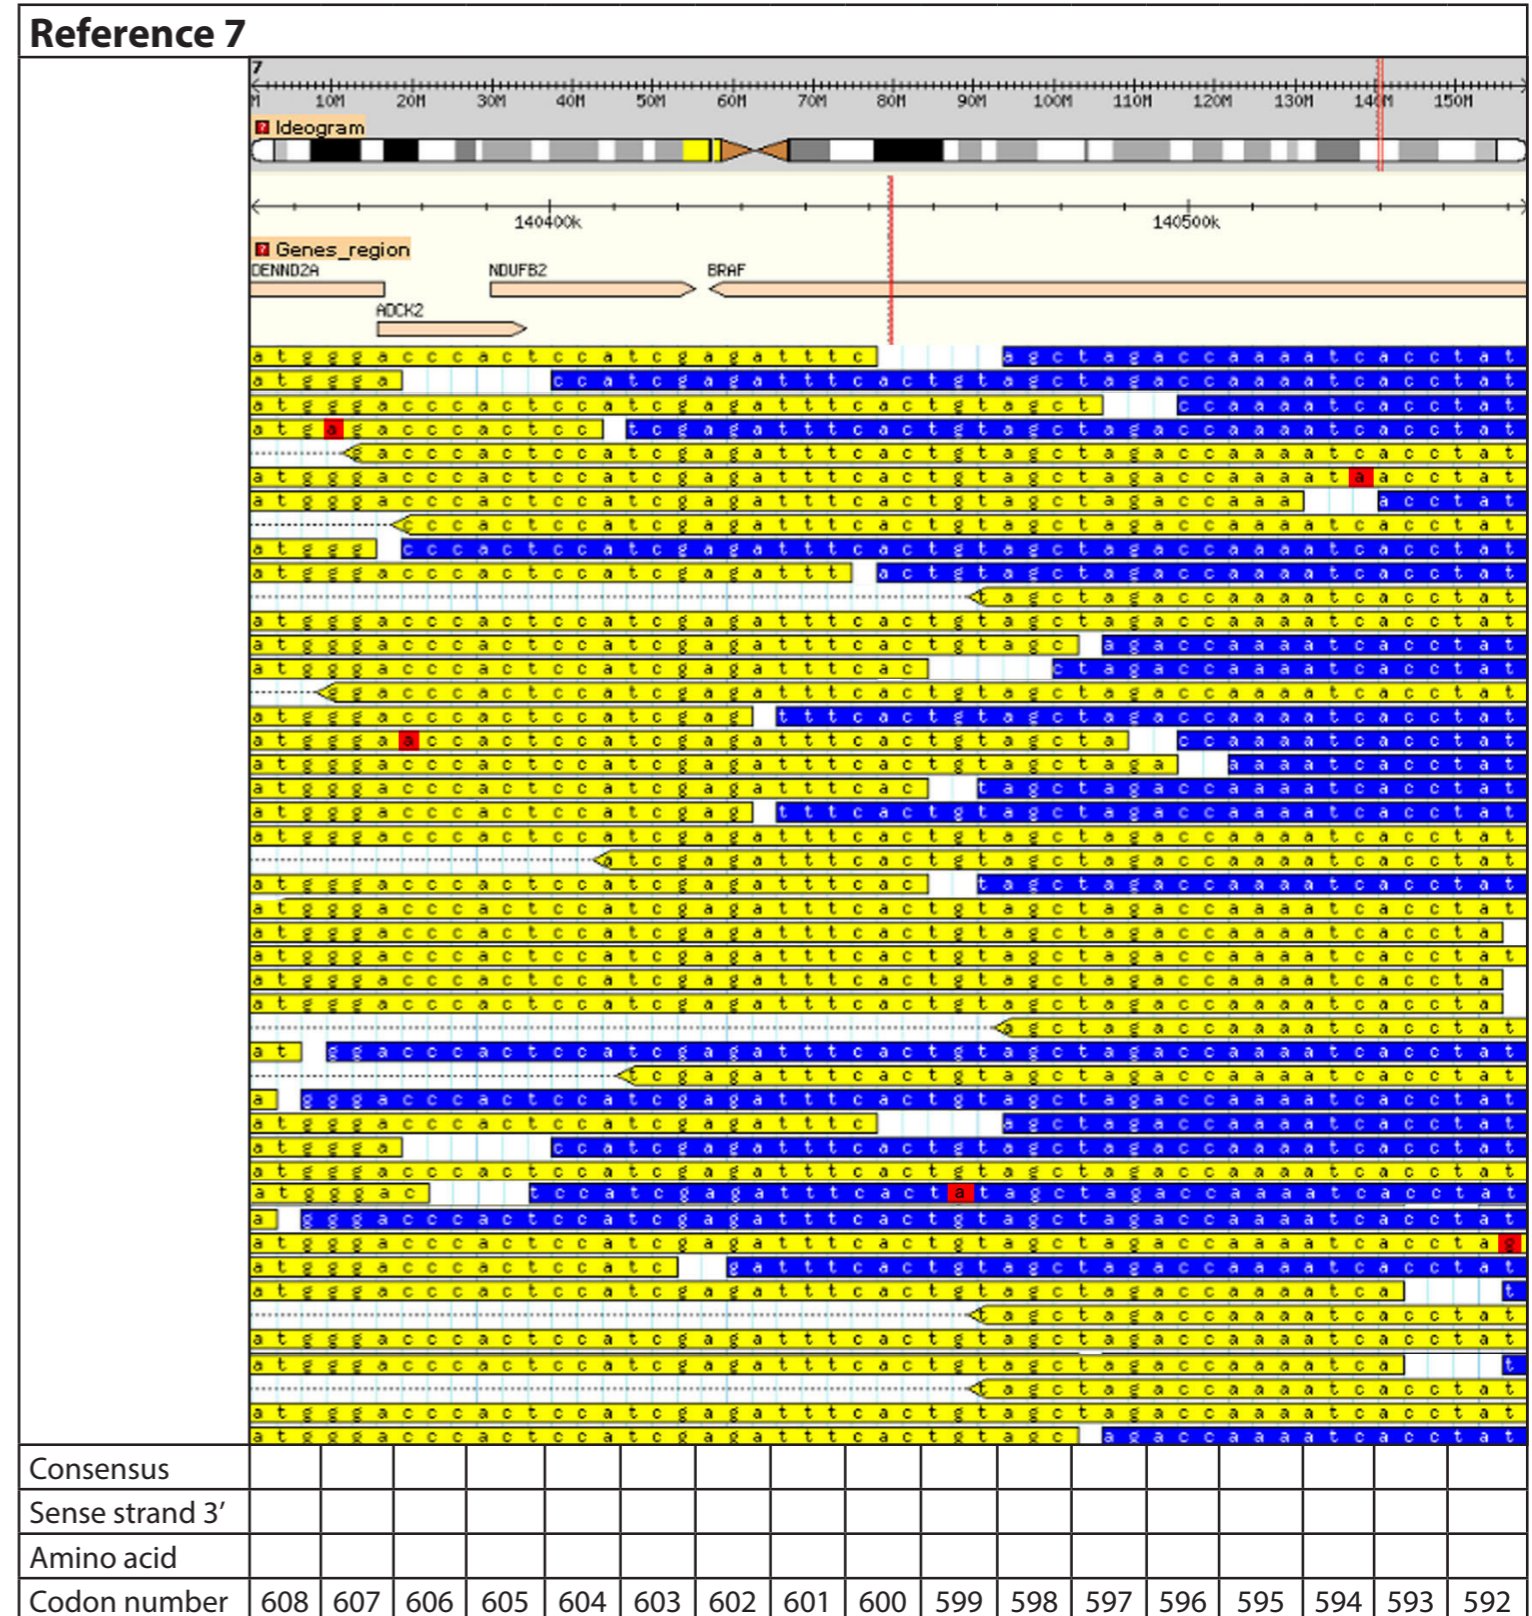 Reference 7
7
M 10M 20M 30M 40M 50M 60M 70M 80M 90M 100M 110M 120M 130M 140M 150M
? Ideogram
140400k 140500k
? Genes_region
DENND2A NDUFB2 BRAF
ADCK2
a t g g g a c c c a c t c c a t c g a g a t t t c a g c t a g a c c a a a a t c a c c t a t
a t g g g a c c a t c g a g a t t t c a c t g t a g c t a g a c c a a a a t c a c c t a t
a t g g g a c c c a c t c c a t c g a g a t t t c a c t g t a g c t c c a a a a t c a c c t a t
a t g a g a c c c a c t c c t c g a g a t t t c a c t g t a g c t a g a c c a a a a t c a c c t a t
g a c c c a c t c c a t c g a g a t t t c a c t g t a g c t a g a c c a a a a t c a c c t a t
a t g g g a c c c a c t c c a t c g a g a t t t c a c t g t a g c t a g a c c a a a a t a a c c t a t
a t g g g a c c c a c t c c a t c g a g a t t t c a c t g t a g c t a g a c c a a a a c c t a t
c c c a c t c c a t c g a g a t t t c a c t g t a g c t a g a c c a a a a t c a c c t a t
a t g g g c c c a c t c c a t c g a g a t t t c a c t g t a g c t a g a c c a a a a t c a c c t a t
a t g g g a c c c a c t c c a t c g a g a t t t a c t g t a g c t a g a c c a a a a t c a c c t a t
t a g c t a g a c c a a a a t c a c c t a t
a t g g g a c c c a c t c c a t c g a g a t t t c a c t g t a g c t a g a c c a a a a t c a c c t a t
a t g g g a c c c a c t c c a t c g a g a t t t c a c t g t a g c a g a c c a a a a t c a c c t a t
a t g g g a c c c a c t c c a t c g a g a t t t c a c c t a g a c c a a a a t c a c c t a t
g g a c c c a c t c c a t c g a g a t t t c a c t g t a g c t a g a c c a a a a t c a c c t a t
a t g g g a c c c a c t c c a t c g a g t t t c a c t g t a g c t a g a c c a a a a t c a c c t a t
a t g g g a a c c a c t c c a t c g a g a t t t c a c t g t a g c t a c c a a a a t c a c c t a t
a t g g g a c c c a c t c c a t c g a g a t t t c a c t g t a g c t a g a a a a a t c a c c t a t
a t g g g a c c c a c t c c a t c g a g a t t t c a c t a g c t a g a c c a a a a t c a c c t a t
a t g g g a c c c a c t c c a t c g a g t t t c a c t g t a g c t a g a c c a a a a t c a c c t a t
a t g g g a c c c a c t c c a t c g a g a t t t c a c t g t a g c t a g a c c a a a a t c a c c t a t
a t c g a g a t t t c a c t g t a g c t a g a c c a a a a t c a c c t a t
a t g g g a c c c a c t c c a t c g a g a t t t c a c t a g c t a g a c c a a a a t c a c c t a t
a t g g g a c c c a c t c c a t c g a g a t t t c a c t g t a g c t a g a c c a a a a t c a c c t a t
a t g g g a c c c a c t c c a t c g a g a t t t c a c t g t a g c t a g a c c a a a a t c a c c t a
a t g g g a c c c a c t c c a t c g a g a t t t c a c t g t a g c t a g a c c a a a a t c a c c t a t
a t g g g a c c c a c t c c a t c g a g a t t t c a c t g t a g c t a g a c c a a a a t c a c c t a
a t g g g a c c c a c t c c a t c g a g a t t t c a c t g t a g c t a g a c c a a a a t c a c c t a
a g c t a g a c c a a a a t c a c c t a t
a t g g a c c c a c t c c a t c g a g a t t t c a c t g t a g c t a g a c c a a a a t c a c c t a t
t c g a g a t t t c a c t g t a g c t a g a c c a a a a t c a c c t a t
a g g g a c c c a c t c c a t c g a g a t t t c a c t g t a g c t a g a c c a a a a t c a c c t a t
a t g g g a c c c a c t c c a t c g a g a t t t c a g c t a g a c c a a a a t c a c c t a t
a t g g g a c c a t c g a g a t t t c a c t g t a g c t a g a c c a a a a t c a c c t a t
a t g g g a c c c a c t c c a t c g a g a t t t c a c t g t a g c t a g a c c a a a a t c a c c t a t
a t g g g a c t c c a t c g a g a t t t c a c t a t a g c t a g a c c a a a a t c a c c t a t
a g g g a c c c a c t c c a t c g a g a t t t c a c t g t a g c t a g a c c a a a a t c a c c t a t
a t g g g a c c c a c t c c a t c g a g a t t t c a c t g t a g c t a g a c c a a a a t c a c c t a g
a t g g g a c c c a c t c c a t c g a t t t c a c t g t a g c t a g a c c a a a a t c a c c t a t
a t g g g a c c c a c t c c a t c g a g a t t t c a c t g t a g c t a g a c c a a a a t c a t
t a g c t a g a c c a a a a t c a c c t a t
a t g g g a c c c a c t c c a t c g a g a t t t c a c t g t a g c t a g a c c a a a a t c a c c t a t
a t g g g a c c c a c t c c a t c g a g a t t t c a c t g t a g c t a g a c c a a a a t c a t
t a g c t a g a c c a a a a t c a c c t a t
a t g g g a c c c a c t c c a t c g a g a t t t c a c t g t a g c t a g a c c a a a a t c a c c t a t
a t g g g a c c c a c t c c a t c g a g a t t t c a c t g t a g c a g a c c a a a a t c a c c t a t
Consensus
Sense strand 3′
Amino acid
Codon number 608 607 606 605 604 603 602 601 600 599 598 597 596 595 594 593 592